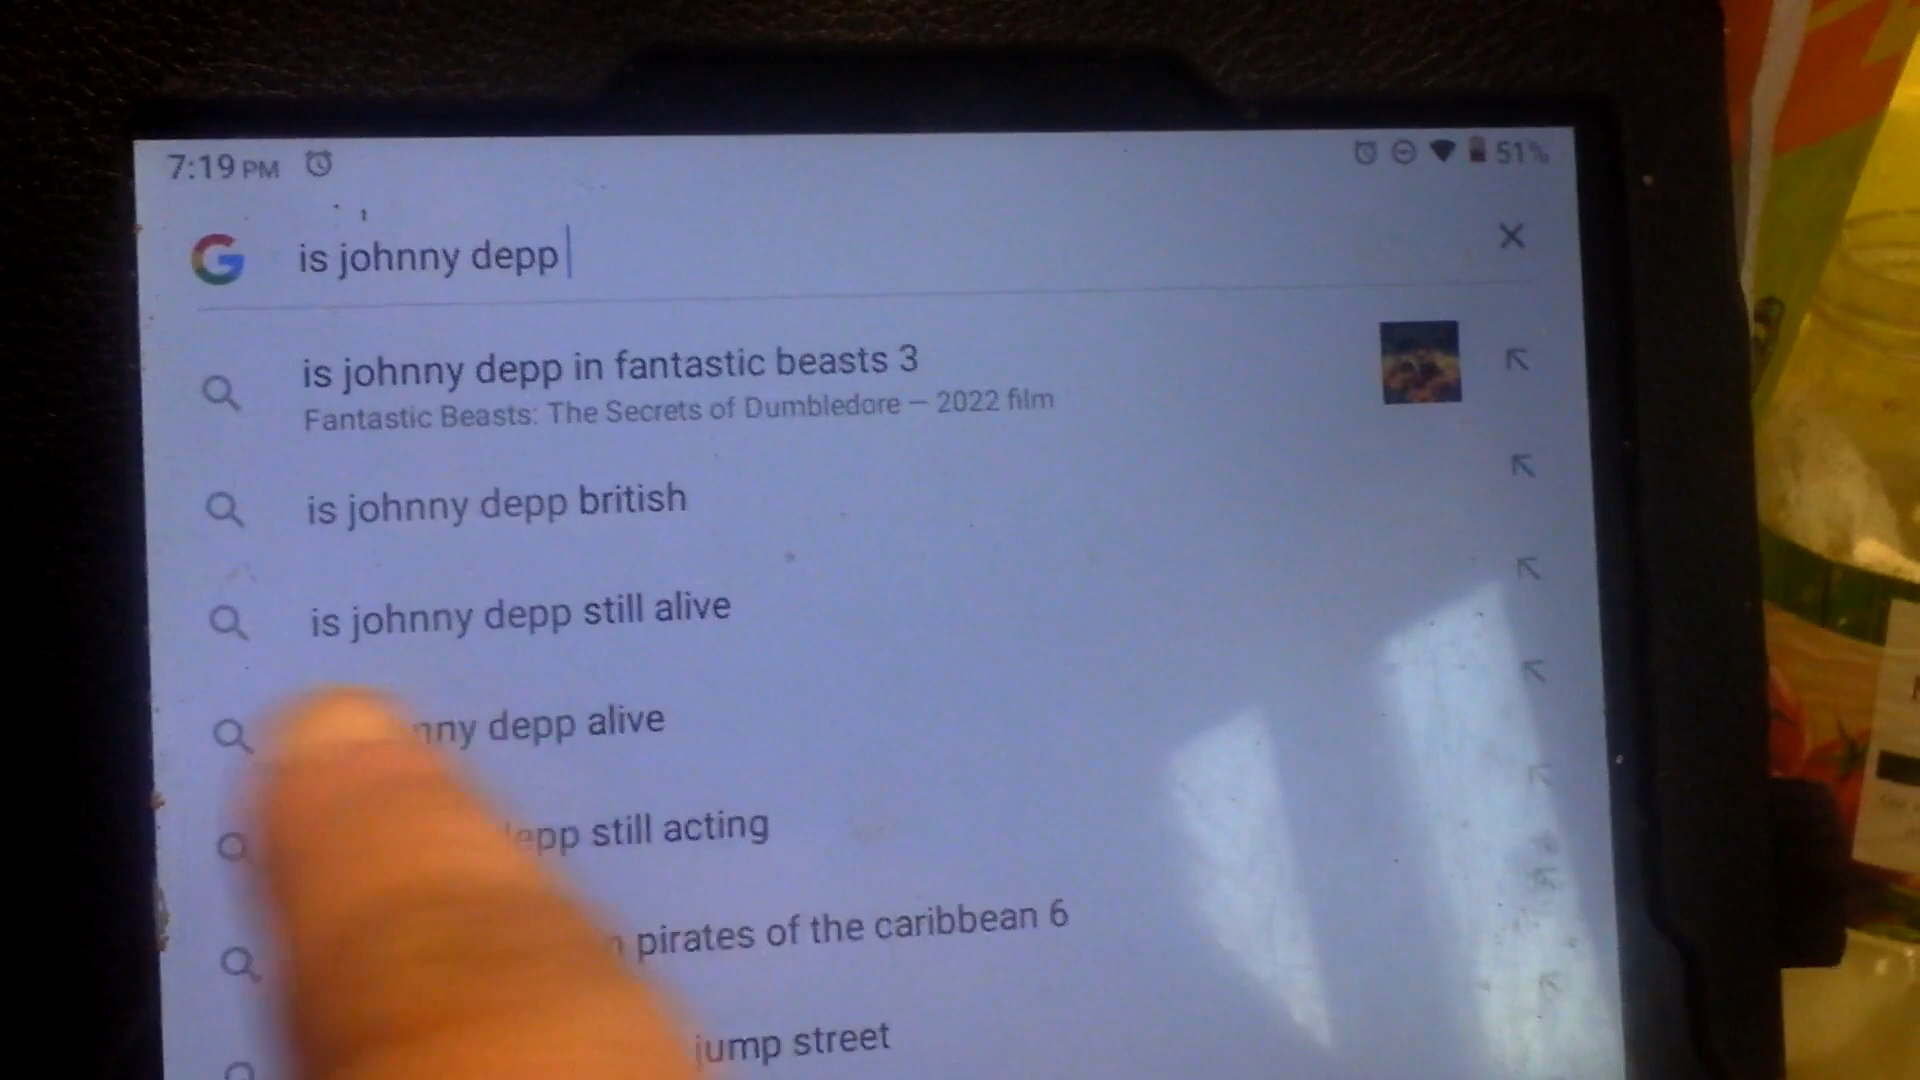 7:19 PM 51%
is johnny depp
is johnny depp in fantastic beasts 3
Fantastic Beasts: The Secrets of Dumbledore – 2022 film
is johnny depp british
is johnny depp still alive
depp alive
still acting
pirates of the caribbean 6
jump street